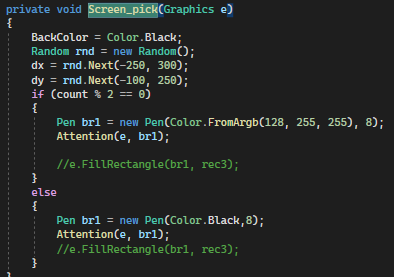 private void Screen_pick(Graphics e)
{
BackColor = Color.Black;
Random rnd = new Random();
dx = rnd.Next(-250, 300);
dy = rnd.Next(-100, 250);
if (count % 2 == 0)
{
Pen br1 = new Pen(Color.FromArgb(128, 255, 255), 8);
Attention(e, br1);
//e.FillRectangle(br1, rec3);
}
else
{
Pen br1 = new Pen(Color.Black,8);
Attention(e, br1);
//e.FillRectangle(br1, rec3);
}
}